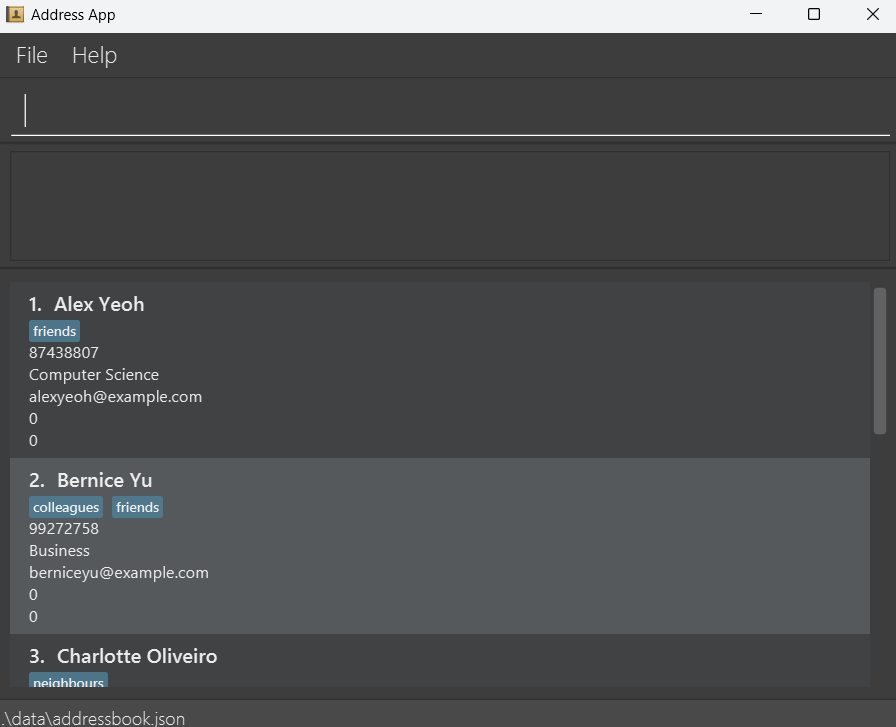 Address App
File Help
1. Alex Yeoh
friends
87438807
Computer Science
alexyeoh@example.com
0
0
2. Bernice Yu
colleagues friends
99272758
Business
berniceyu@example.com
0
0
3. Charlotte Oliveiro
neighbours
.\data\addressbook.json